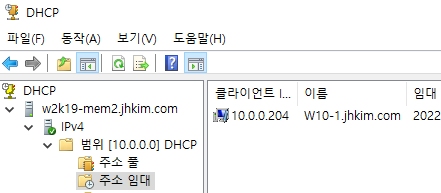 DHCP
파일(F) 동작(A) 보기(V) 도움말(H)
DHCP
w2k19-mem2.jhkim.com
IPv4
범위 [10.0.0.0] DHCP
주소 풀
주소 임대
클라이언트 I... 이름 임대
10.0.0.204 W10-1.jhkim.com 2022